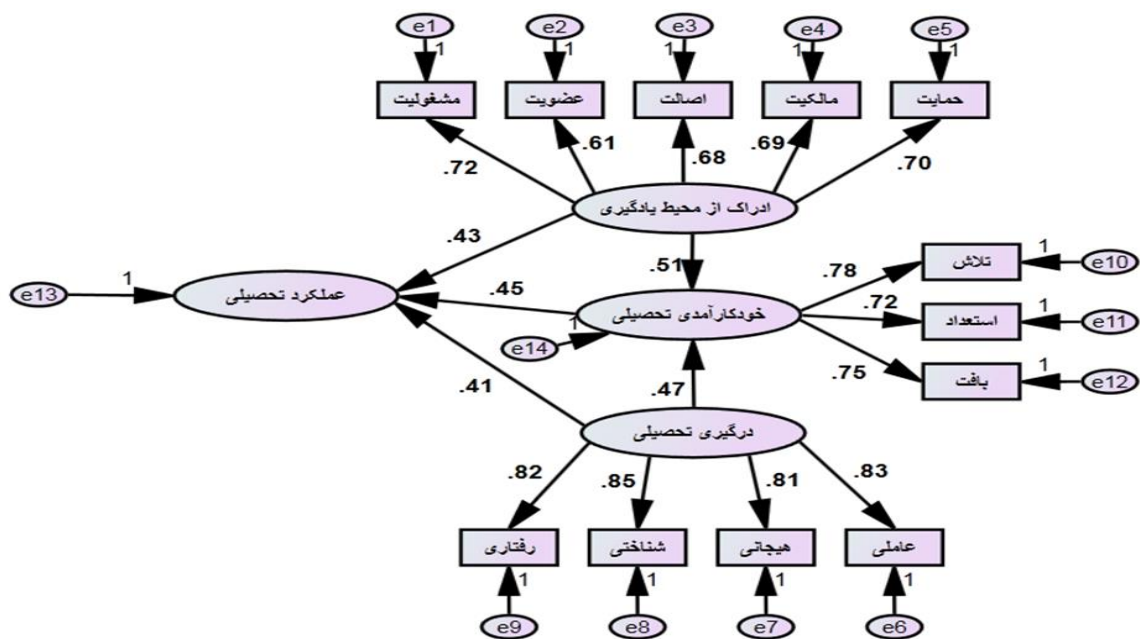 e1 e2 e3 e4 e5
1 1 1 1 1
مشغولیت عضویت اصالت مالکیت حمایت
.72 .61 .68 .69 .70
ادراک از محیط یادگیری
.43 .51
تلاش 1 e10
.78
e13 1 عملکرد تحصیلی
.45
خودکارآمدی تحصیلی
.72
استعداد 1 e11
e14 1
.75
بافت 1 e12
.41 .47
درگیری تحصیلی
.82 .85 .81 .83
رفتاری شناختی هیجانی عاملی
1 1 1 1
e9 e8 e7 e6